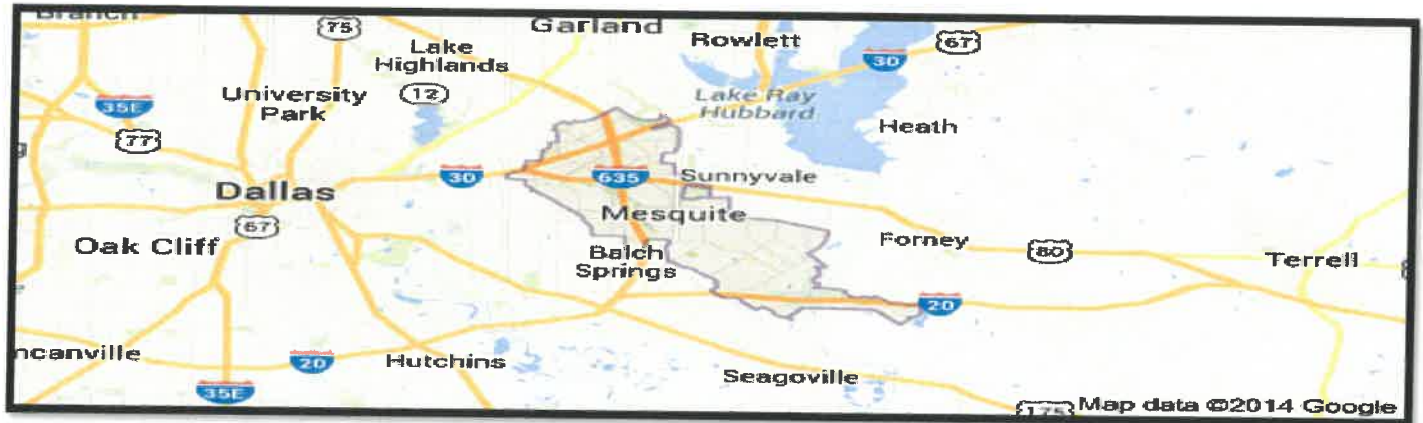 Branch
75
Garland
Rowlett
67
Lake
Highlands
30
35E
University
Park
12
Lake Ray
Hubbard
77
Heath
Dallas
30
635
Sunnyvale
67
Mesquite
Oak Cliff
Balch
Springs
Forney
80
Terrell
20
ncanville
20
Hutchins
Seagoville
35E
175
Map data ©2014 Google